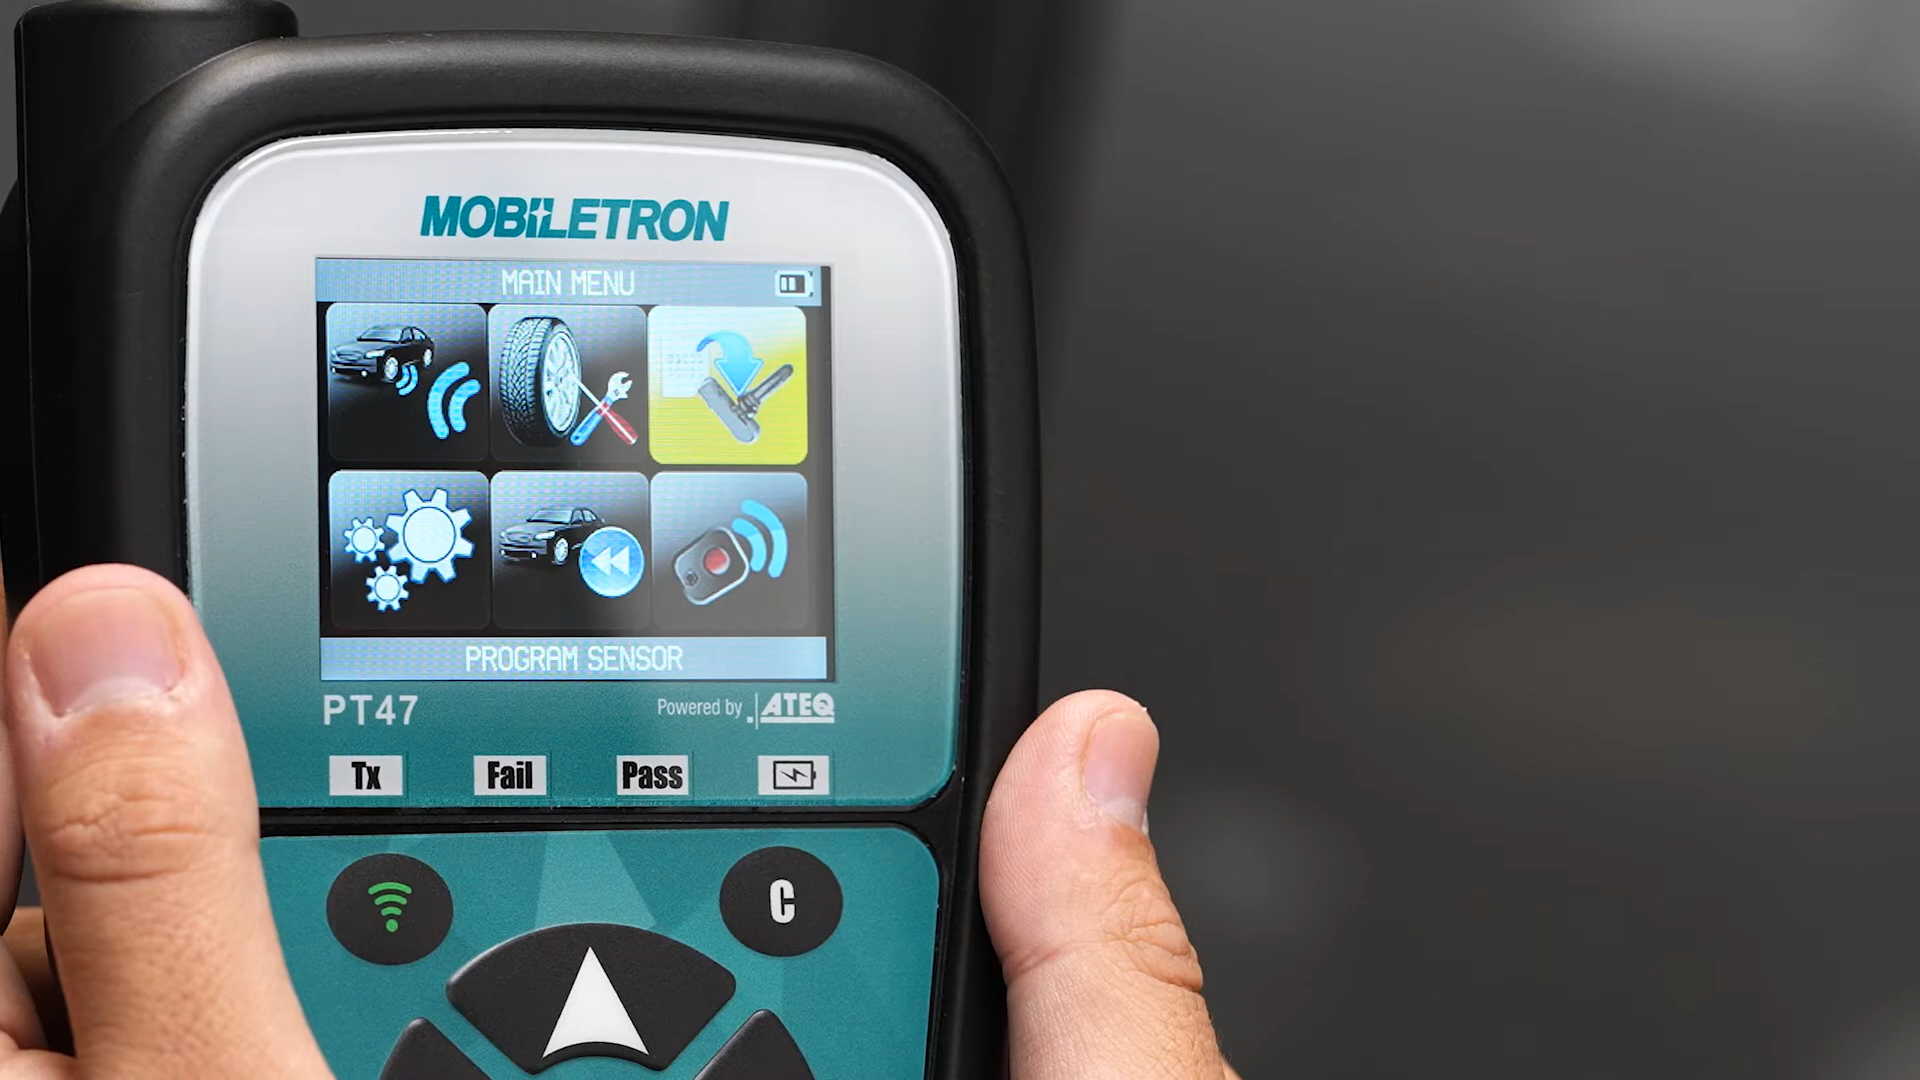 MOBILETRON
MAIN MENU
PROGRAM SENSOR
PT47
Powered by ATEQ
Tx
Fail
Pass
C